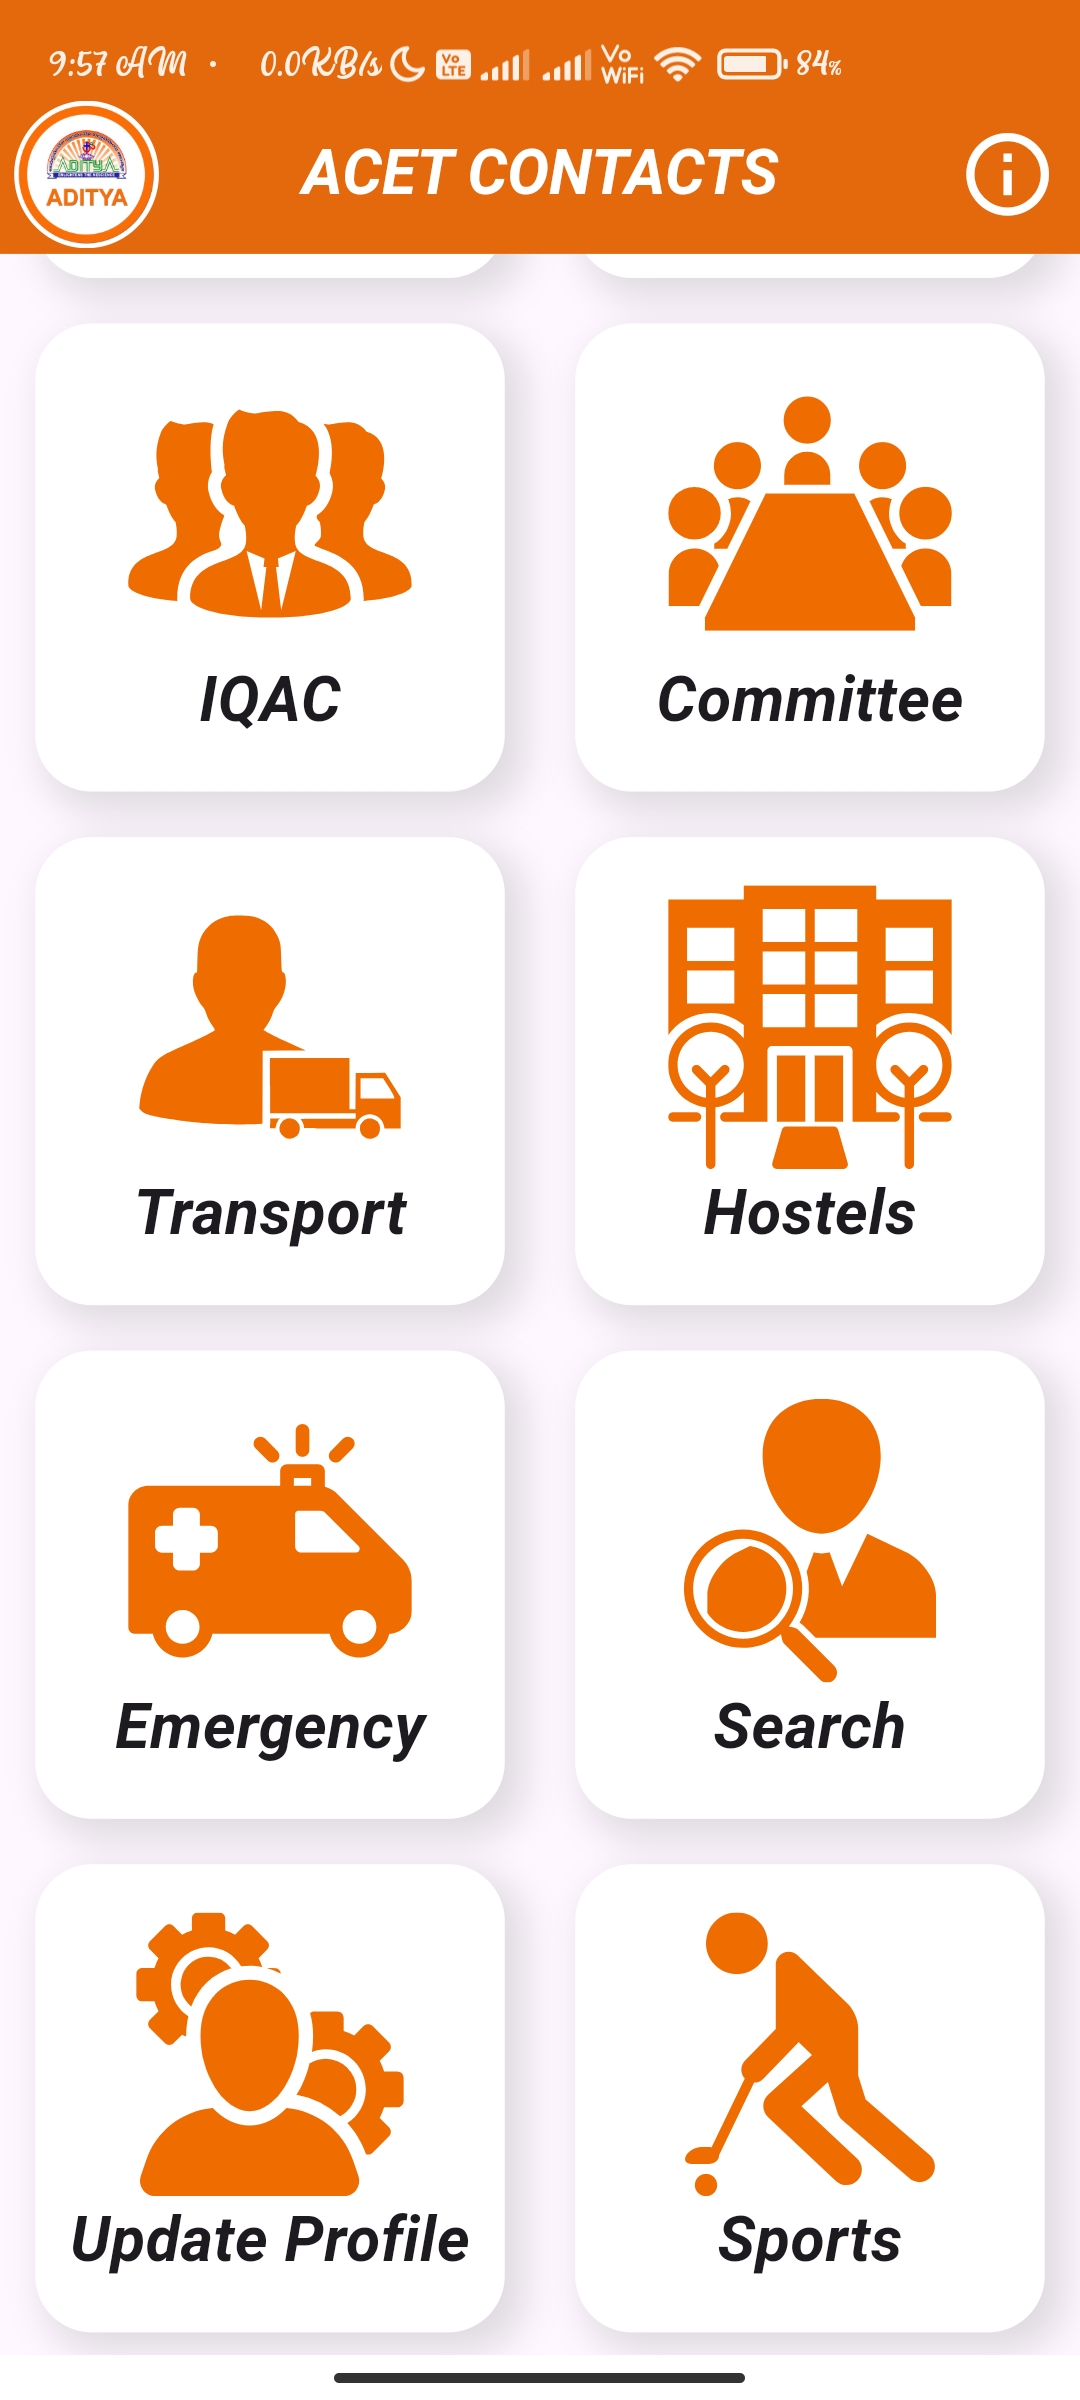 9:57 AM • 0.0KB/s Vo LTE Vo WiFi 84%
ADITYA
ADITYA
ACET CONTACTS
IQAC
Committee
Transport
Hostels
Emergency
Search
Update Profile
Sports